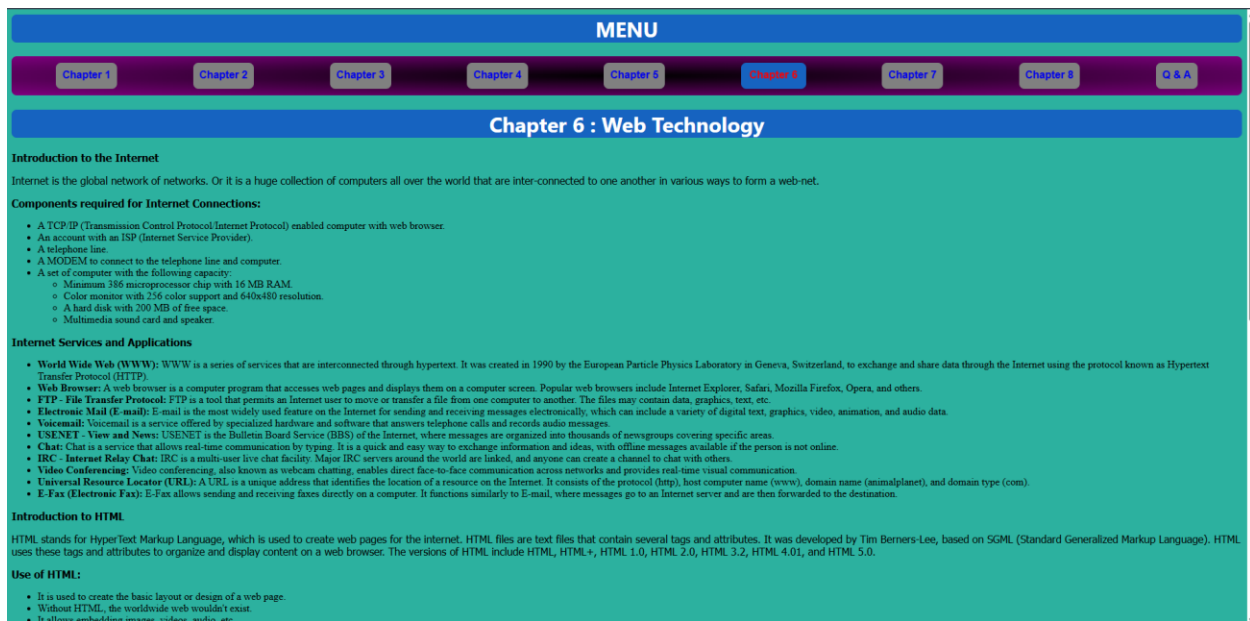 MENU
Chapter 1 Chapter 2 Chapter 3 Chapter 4 Chapter 5 Chapter 6 Chapter 7 Chapter 8 Q & A
Chapter 6 : Web Technology
Introduction to the Internet
Internet is the global network of networks. Or it is a huge collection of computers all over the world that are inter-connected to one another in various ways to form a web-net.
Components required for Internet Connections:
• A TCP/IP (Transmission Control Protocol/Internet Protocol) enabled computer with web browser.
• An account with an ISP (Internet Service Provider).
• A telephone line.
• A MODEM to connect to the telephone line and computer.
• A set of computer with the following capacity:
◦ Minimum 386 microprocessor chip with 16 MB RAM.
◦ Color monitor with 256 color support and 640x480 resolution.
◦ A hard disk with 200 MB of free space.
◦ Multimedia sound card and speaker.
Internet Services and Applications
• World Wide Web (WWW): WWW is a series of services that are interconnected through hypertext. It was created in 1990 by the European Particle Physics Laboratory in Geneva, Switzerland, to exchange and share data through the Internet using the protocol known as Hypertext
Transfer Protocol (HTTP).
• Web Browser: A web browser is a computer program that accesses web pages and displays them on a computer screen. Popular web browsers include Internet Explorer, Safari, Mozilla Firefox, Opera, and others.
• FTP - File Transfer Protocol: FTP is a tool that permits an Internet user to move or transfer a file from one computer to another. The files may contain data, graphics, text, etc.
• Electronic Mail (E-mail): E-mail is the most widely used feature on the Internet for sending and receiving messages electronically, which can include a variety of digital text, graphics, video, animation, and audio data.
• Voicemail: Voicemail is a service offered by specialized hardware and software that answers telephone calls and records audio messages.
• USENET - View and News: USENET is the Bulletin Board Service (BBS) of the Internet, where messages are organized into thousands of newsgroups covering specific areas.
• Chat: Chat is a service that allows real-time communication by typing. It is a quick and easy way to exchange information and ideas, with offline messages available if the person is not online.
• IRC - Internet Relay Chat: IRC is a multi-user live chat facility. Major IRC servers around the world are linked, and anyone can create a channel to chat with others.
• Video Conferencing: Video conferencing, also known as webcam chatting, enables direct face-to-face communication across networks and provides real-time visual communication.
• Universal Resource Locator (URL): A URL is a unique address that identifies the location of a resource on the Internet. It consists of the protocol (http), host computer name (www), domain name (animalplanet), and domain type (com).
• E-Fax (Electronic Fax): E-Fax allows sending and receiving faxes directly on a computer. It functions similarly to E-mail, where messages go to an Internet server and are then forwarded to the destination.
Introduction to HTML
HTML stands for HyperText Markup Language, which is used to create web pages for the internet. HTML files are text files that contain several tags and attributes. It was developed by Tim Berners-Lee, based on SGML (Standard Generalized Markup Language). HTML
uses these tags and attributes to organize and display content on a web browser. The versions of HTML include HTML, HTML+, HTML 1.0, HTML 2.0, HTML 3.2, HTML 4.01, and HTML 5.0.
Use of HTML:
• It is used to create the basic layout or design of a web page.
• Without HTML, the worldwide web wouldn't exist.
• It allows embedding images, videos, audio, etc.